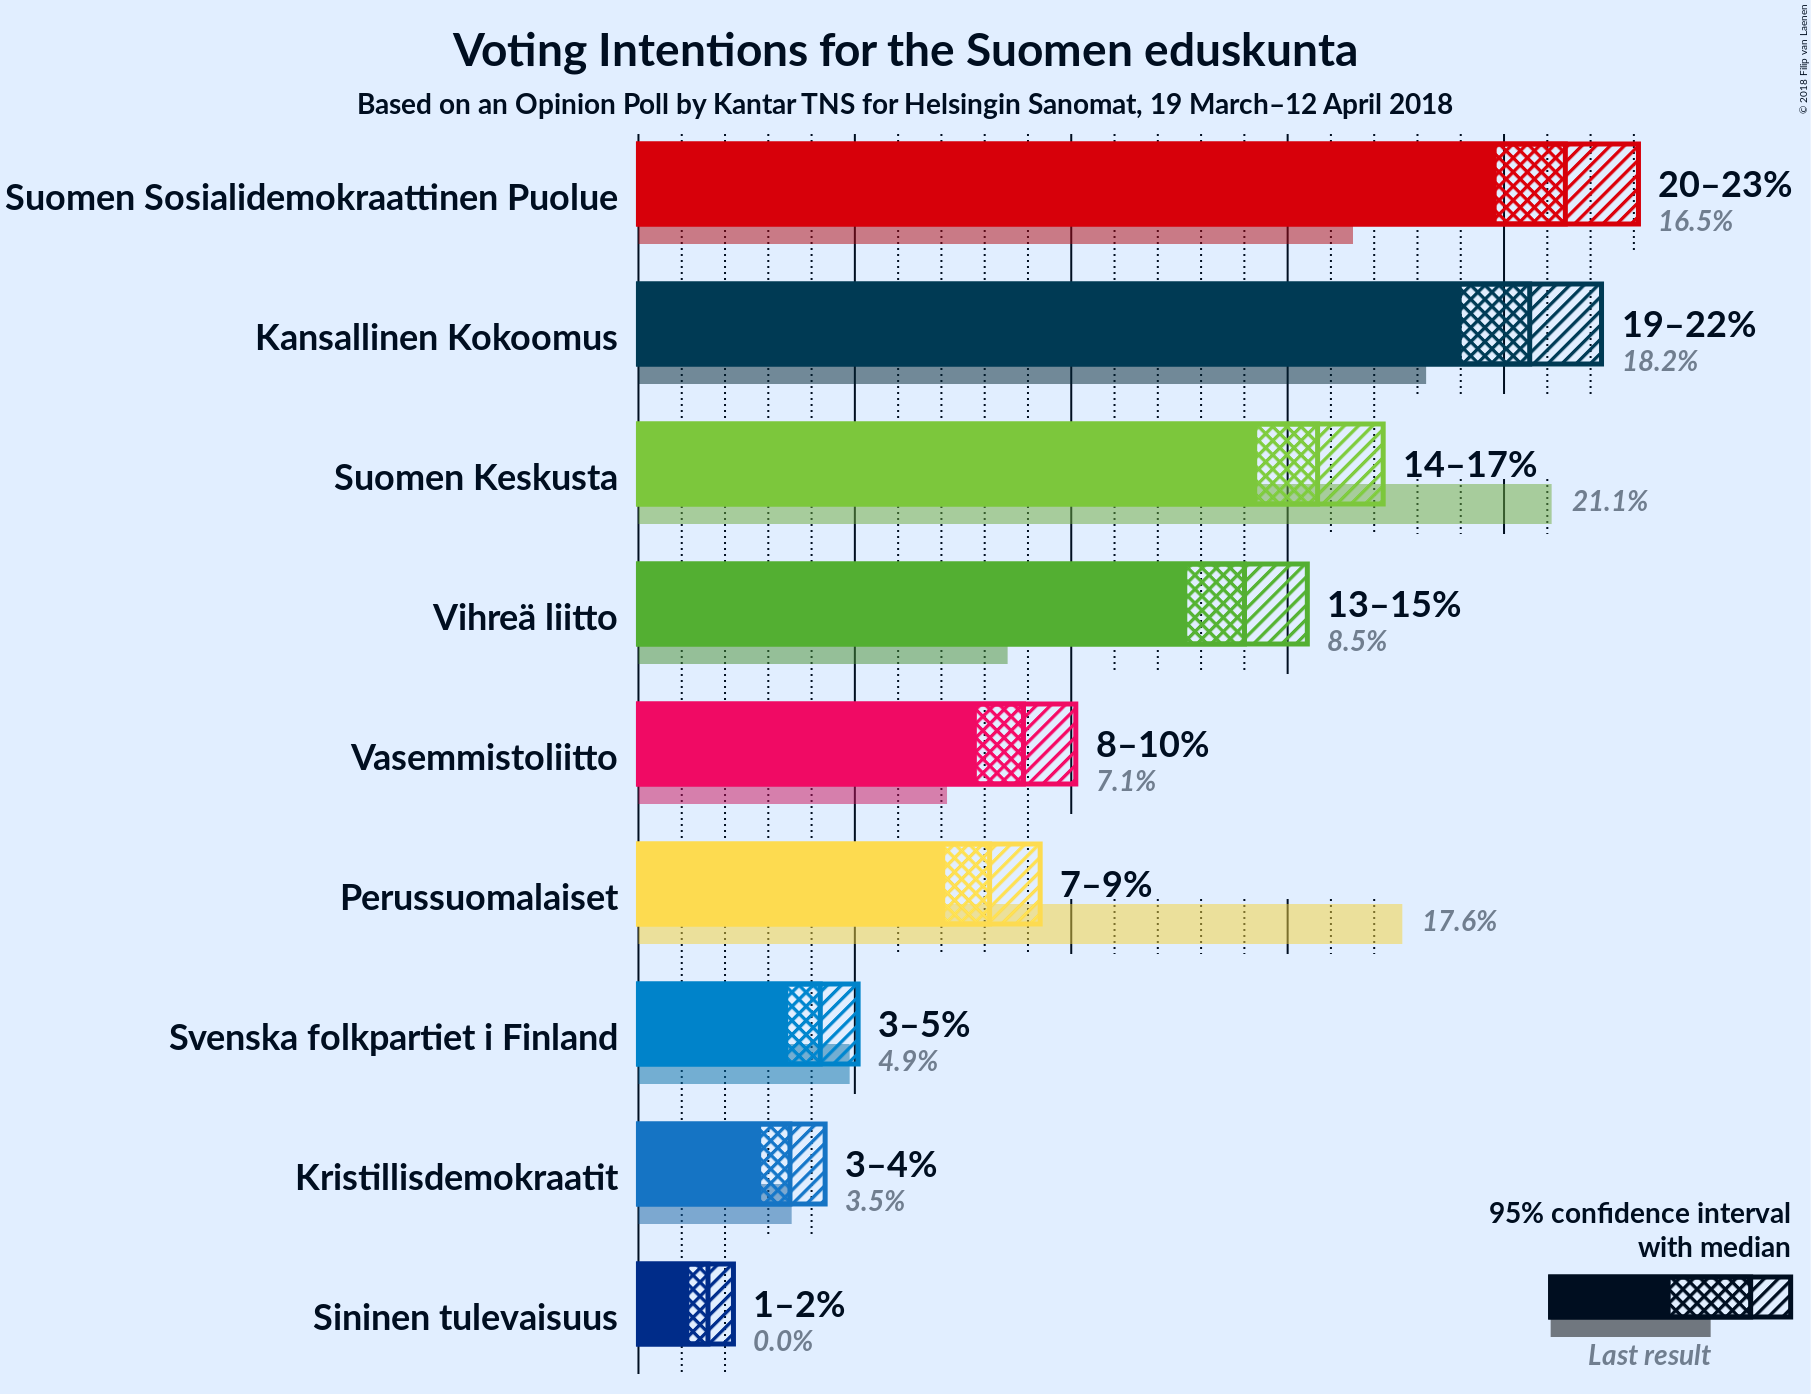 Voting Intentions for the Suomen eduskunta
Based on an Opinion Poll by Kantar TNS for Helsingin Sanomat, 19 March–12 April 2018
© 2018 Filip van Laenen
Suomen Sosialidemokraattinen Puolue
20–23%
16.5%
Kansallinen Kokoomus
19–22%
18.2%
Suomen Keskusta
14–17%
21.1%
Vihreä liitto
13–15%
8.5%
Vasemmistoliitto
8–10%
7.1%
Perussuomalaiset
7–9%
17.6%
Svenska folkpartiet i Finland
3–5%
4.9%
Kristillisdemokraatit
3–4%
3.5%
Sininen tulevaisuus
1–2%
0.0%
95% confidence interval
with median
Last result